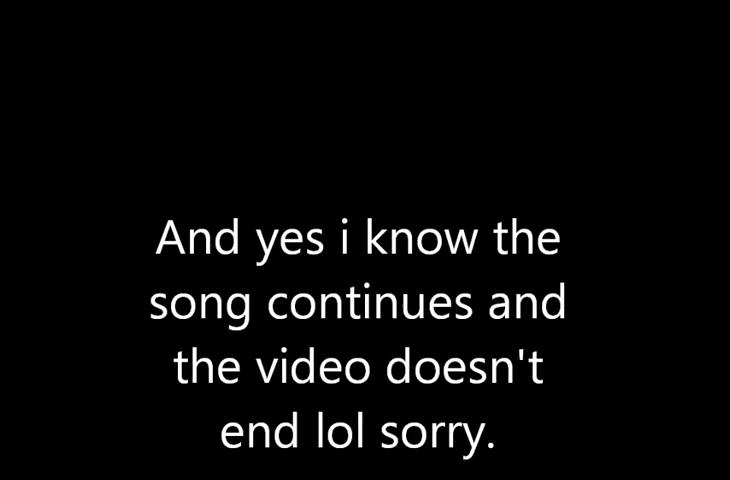 And yes i know the
song continues and
the video doesn't
end lol sorry.